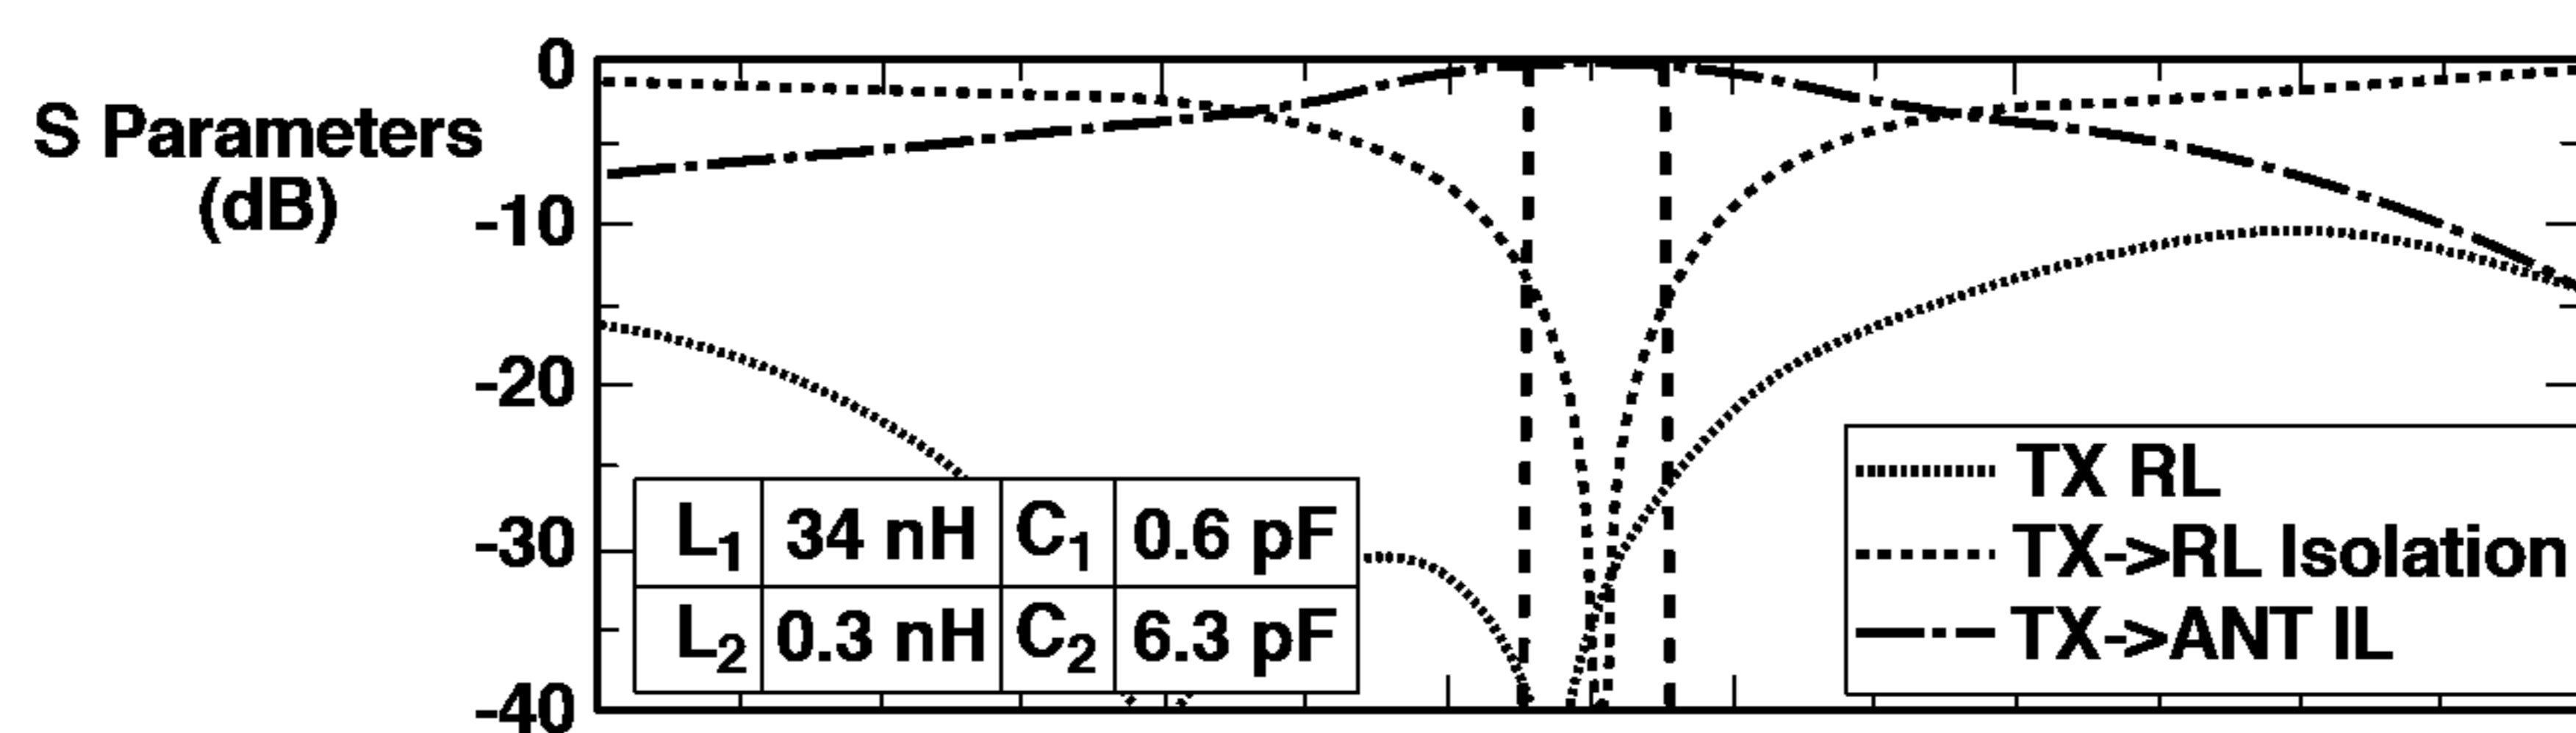 0
S Parameters
(dB)
-10
-20
-30
-40
L1 34 nH C1 0.6 pF
L2 0.3 nH C2 6.3 pF
TX RL
TX->RL Isolation
TX->ANT IL